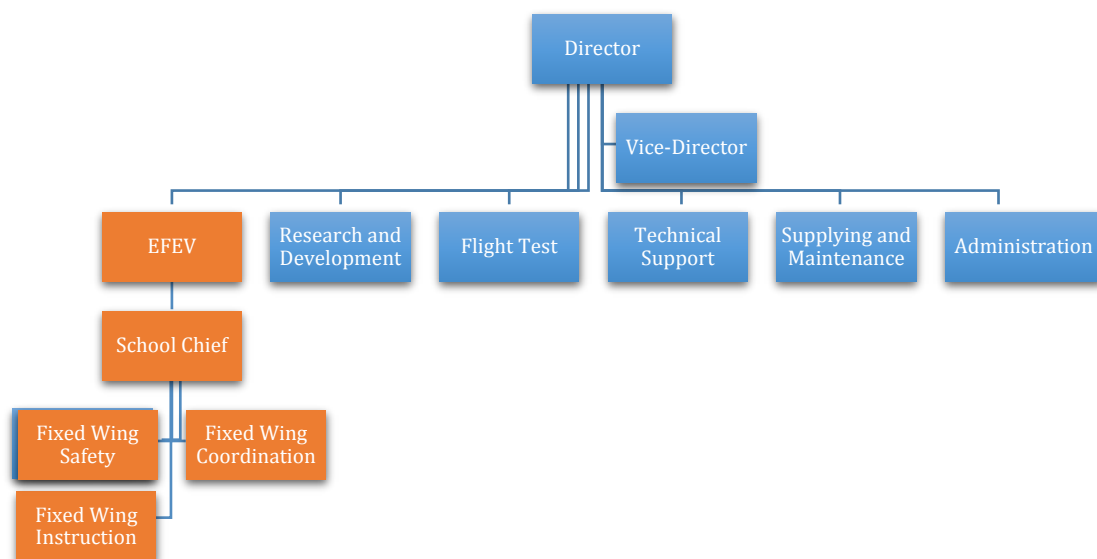 Director
Vice-Director
EFEV
Research and
Development
Flight Test
Technical
Support
Supplying and
Maintenance
Administration
School Chief
Fixed Wing
Safety
Fixed Wing
Coordination
Fixed Wing
Instruction